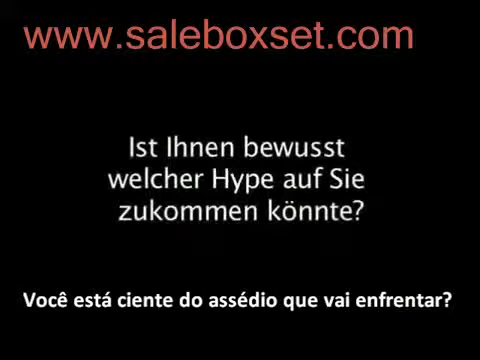 www.saleboxset.com
Ist Ihnen bewusst
welcher Hype auf Sie
zukommen könnte?
Você está ciente do assédio que vai enfrentar?